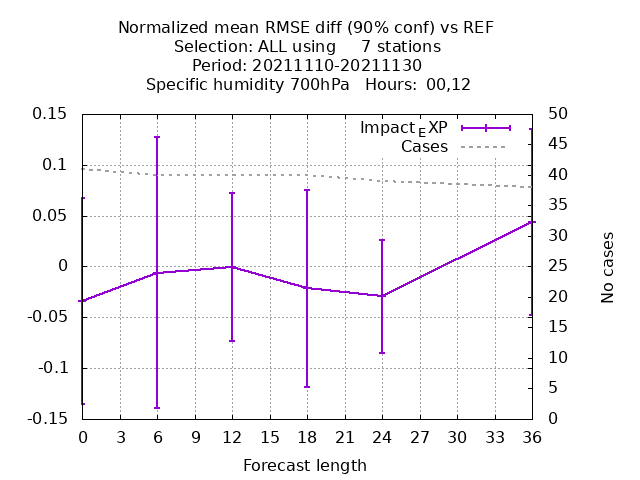 Normalized mean RMSE diff (90% conf) vs REF
Selection: ALL using 7 stations
Period: 20211110-20211130
Specific humidity 700hPa Hours: 00,12
Impact_EXP
Cases
0.15
0.1
0.05
0
-0.05
-0.1
-0.15
50
45
40
35
30
25
20
15
10
5
0
No cases
0 3 6 9 12 15 18 21 24 27 30 33 36
Forecast length